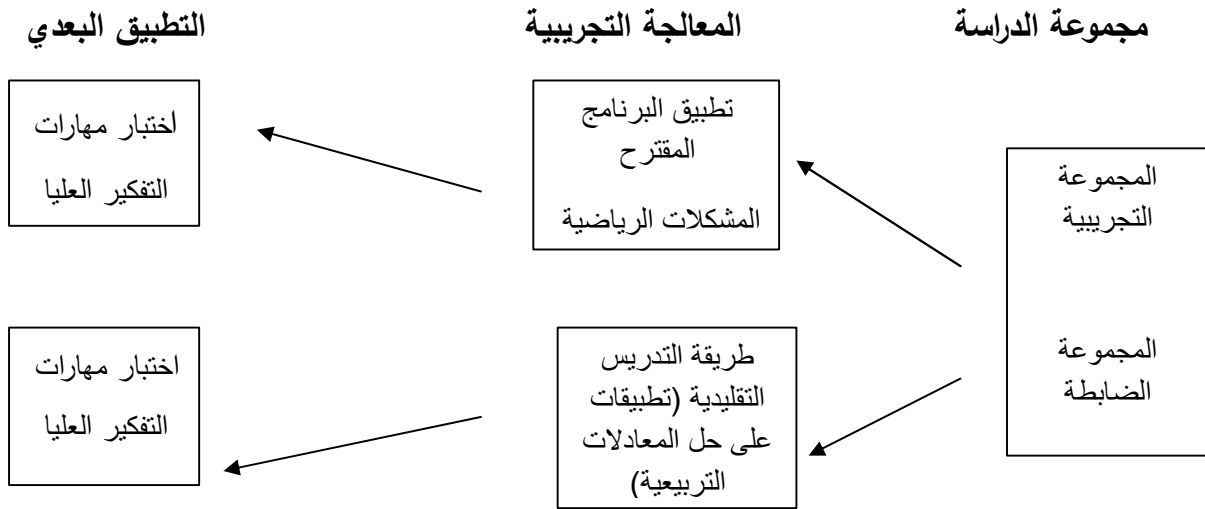 مجموعة الدراسة
المعالجة التجريبية
التطبيق البعدي
المجموعة
التجريبية
المجموعة
الضابطة
تطبيق البرنامج
المقترح
المشكلات الرياضية
طريقة التدريس
التقليدية (تطبيقات
على حل المعادلات
التربيعية)
أختبار مهارات
التفكير العليا
اختبار مهارات
التفكير العليا